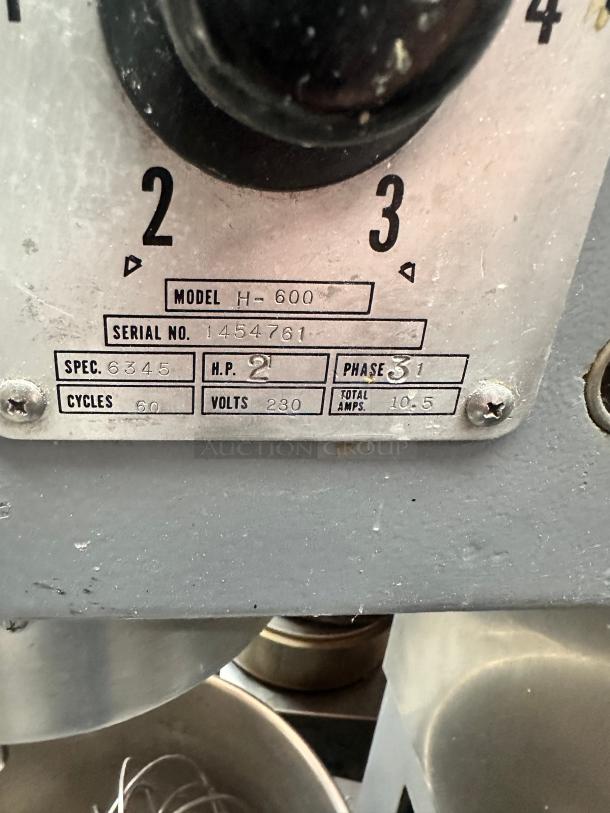 1 4
2 3
MODEL H-600
SERIAL NO. 1454761
SPEC. 6345 H.P. 2 PHASE 3 1
CYCLES 60 VOLTS 230 TOTAL AMPS. 10.5
AUCTION GROUP